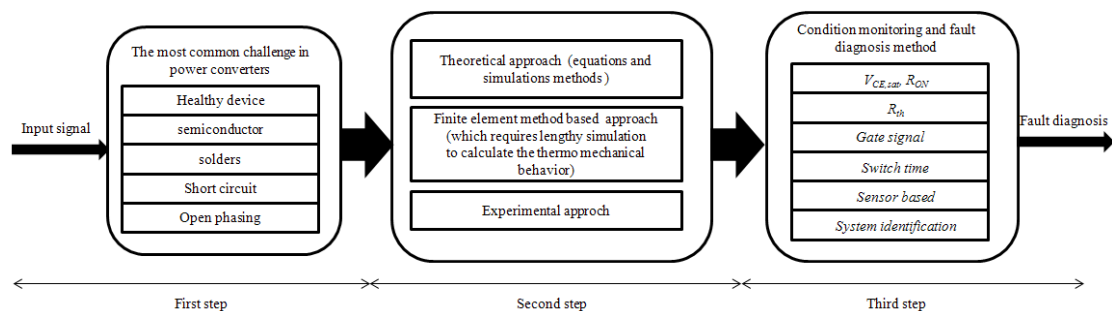 Input signal
The most common challenge in
power converters
Healthy device
semiconductor
solders
Short circuit
Open phasing
Theoretical approach (equations and
simulations methods )
Finite element method based approach
(which requires lengthy simulation
to calculate the thermo mechanical
behavior)
Experimental approch
Condition monitoring and fault
diagnosis method
V_CE,sat, R_ON
R_th
Gate signal
Switch time
Sensor based
System identification
Fault diagnosis
First step
Second step
Third step